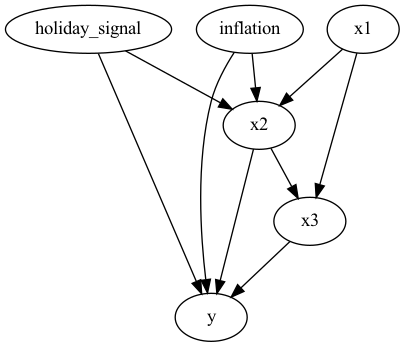 holiday_signal
inflation
x1
x2
x3
y